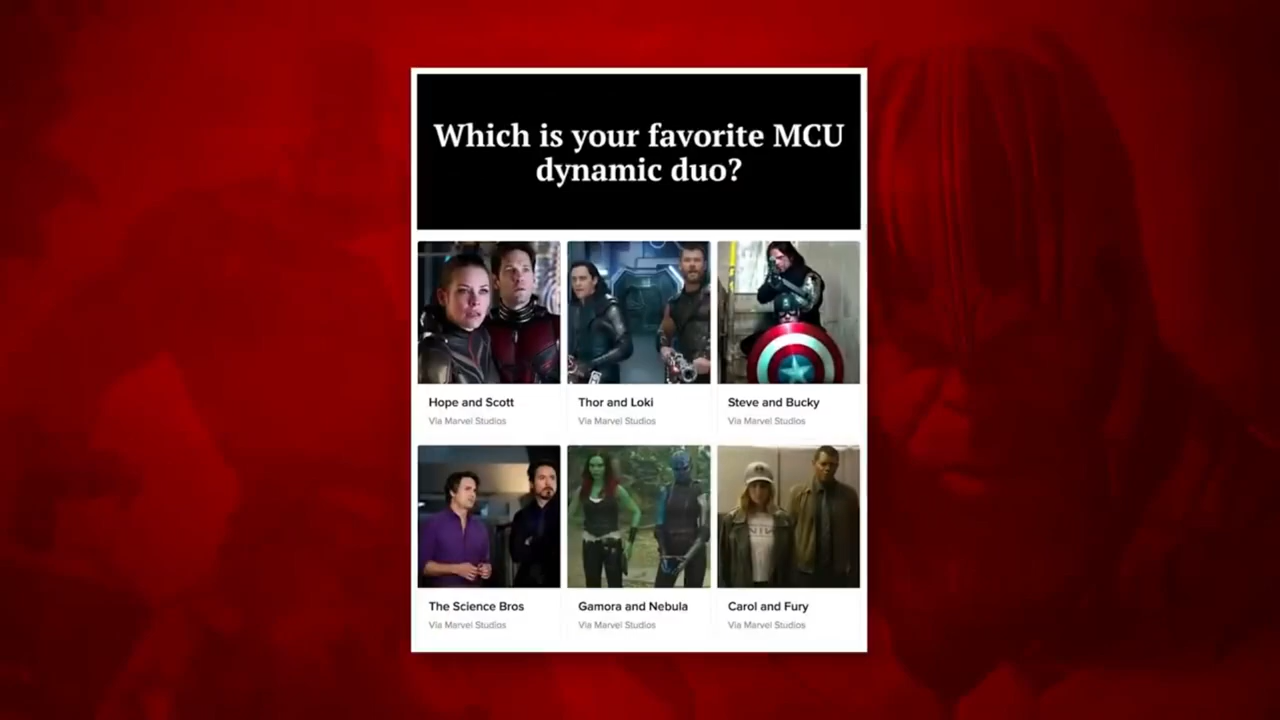 Which is your favorite MCU
dynamic duo?
Hope and Scott
Via Marvel Studios
Thor and Loki
Via Marvel Studios
Steve and Bucky
Via Marvel Studios
The Science Bros
Via Marvel Studios
Gamora and Nebula
Via Marvel Studios
Carol and Fury
Via Marvel Studios